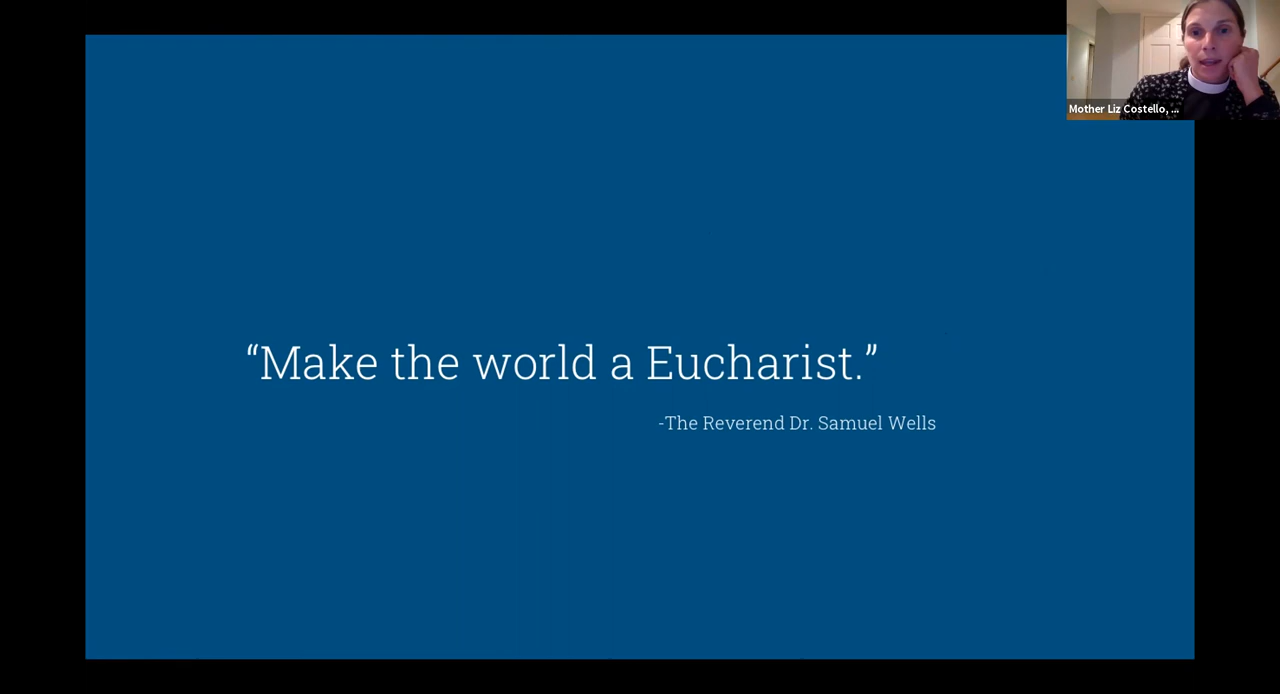 Mother Liz Costello, ...
“Make the world a Eucharist.”
-The Reverend Dr. Samuel Wells